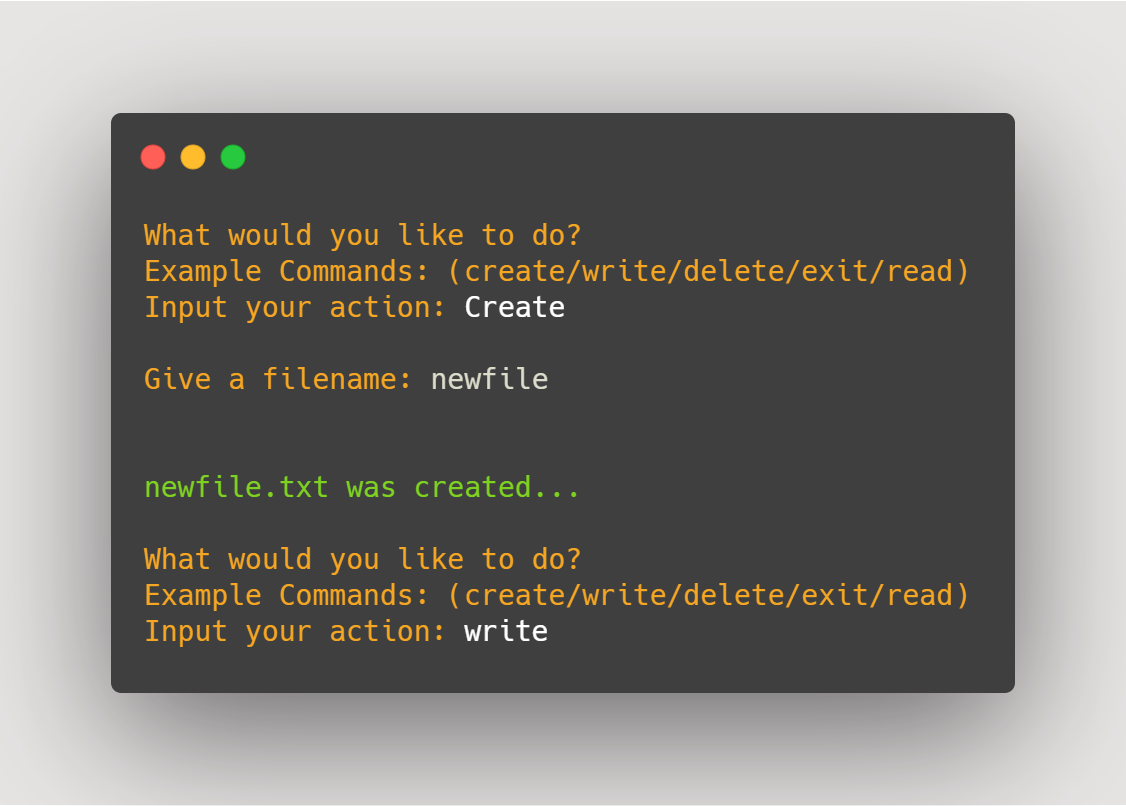 What would you like to do?
Example Commands: (create/write/delete/exit/read)
Input your action: Create
Give a filename: newfile
newfile.txt was created...
What would you like to do?
Example Commands: (create/write/delete/exit/read)
Input your action: write